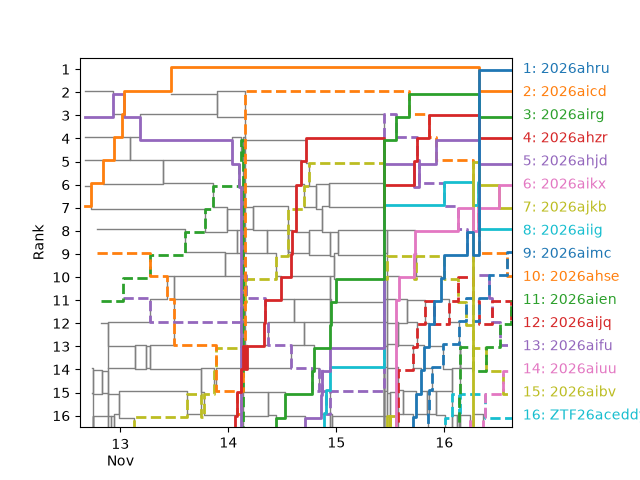 1
2
3
4
5
6
7
8
9
10
11
12
13
14
15
16
Rank
13
14
15
16
Nov
1: 2026ahru
2: 2026aicd
3: 2026airg
4: 2026ahzr
5: 2026ahjd
6: 2026aikx
7: 2026ajkb
8: 2026aiig
9: 2026aimc
10: 2026ahse
11: 2026aien
12: 2026aijq
13: 2026aifu
14: 2026aiuu
15: 2026aibv
16: ZTF26acedd